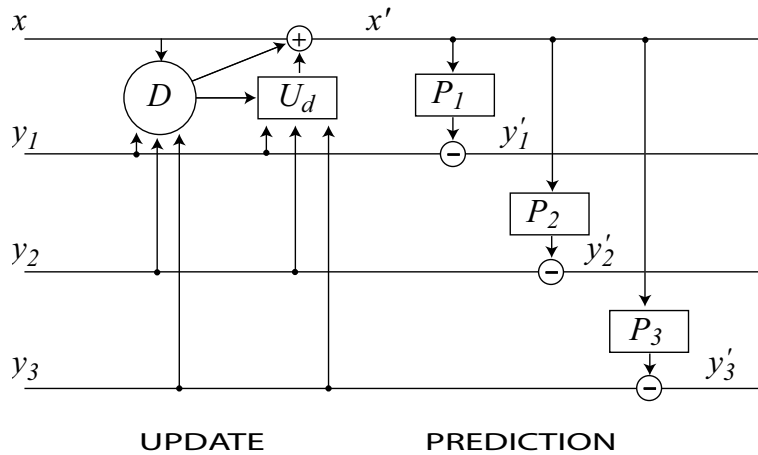 x x′
+
D U_d P_1
y_1 − y′_1
P_2
y_2 − y′_2
P_3
y_3 − y′_3
UPDATE PREDICTION